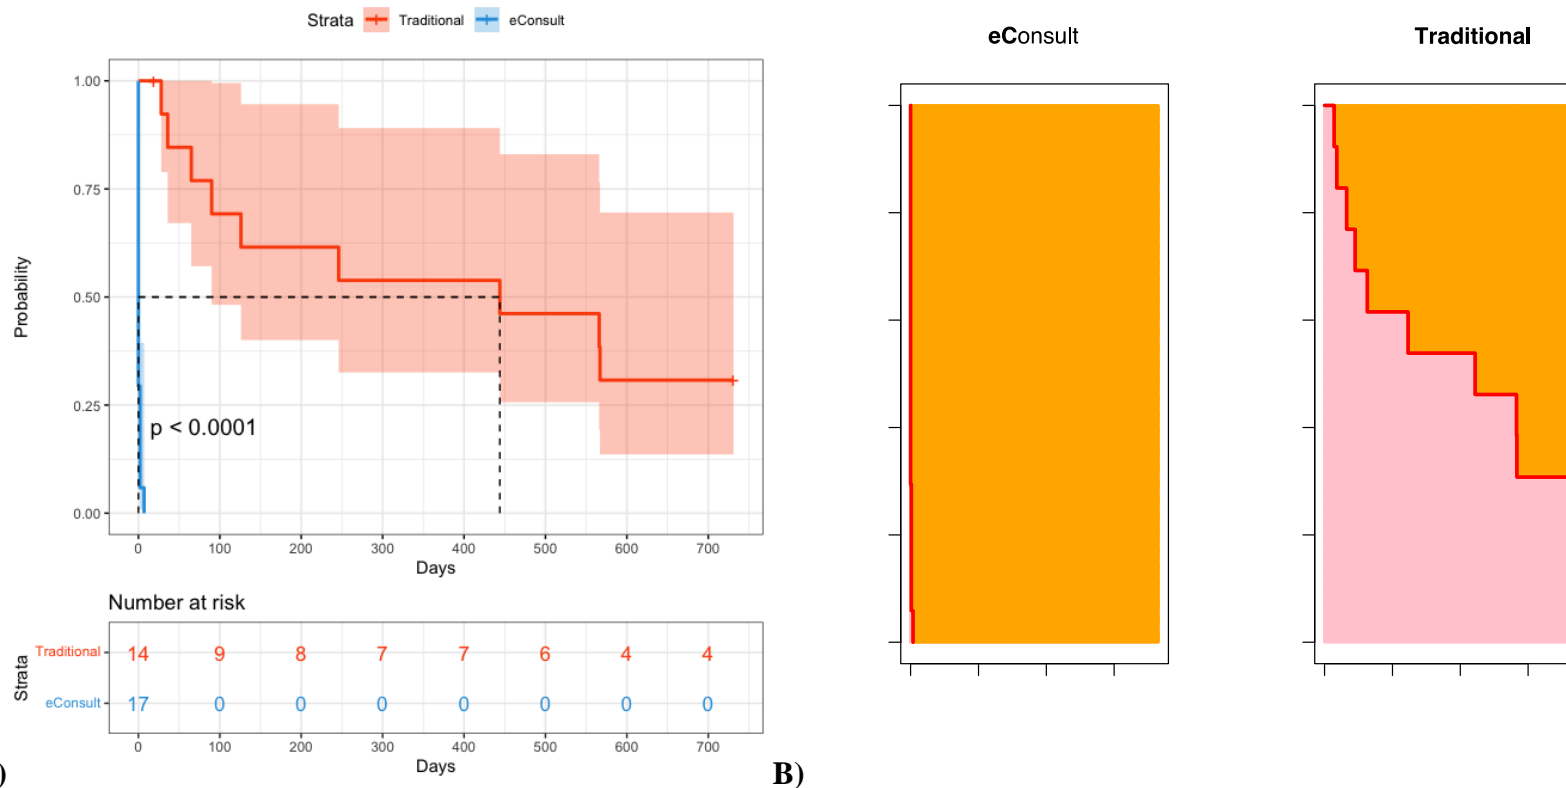 Strata Traditional eConsult
1.00
0.75
0.50
0.25
0.00
Probability
p < 0.0001
0 100 200 300 400 500 600 700
Days
Number at risk
Strata
Traditional 14 9 8 7 7 6 4 4
eConsult 17 0 0 0 0 0 0 0
0 100 200 300 400 500 600 700
Days
)
eConsult
Traditional
B)